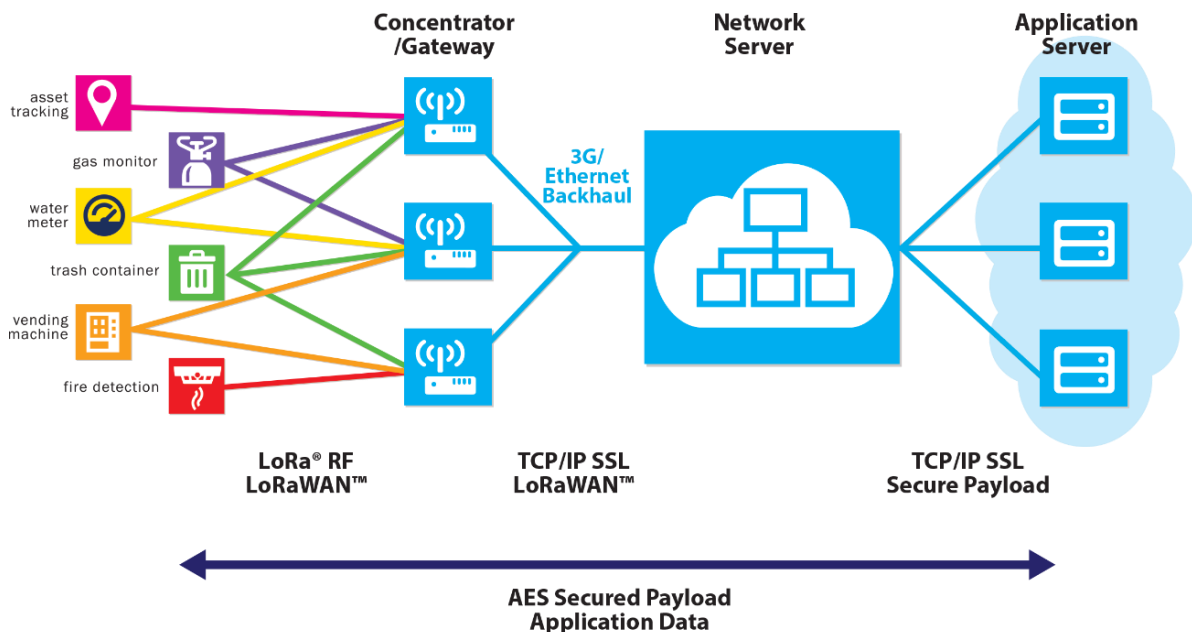 Concentrator
/Gateway
Network
Server
Application
Server
asset
tracking
gas monitor
water
meter
trash container
vending
machine
fire detection
3G/
Ethernet
Backhaul
LoRa® RF
LoRaWAN™
TCP/IP SSL
LoRaWAN™
TCP/IP SSL
Secure Payload
AES Secured Payload
Application Data